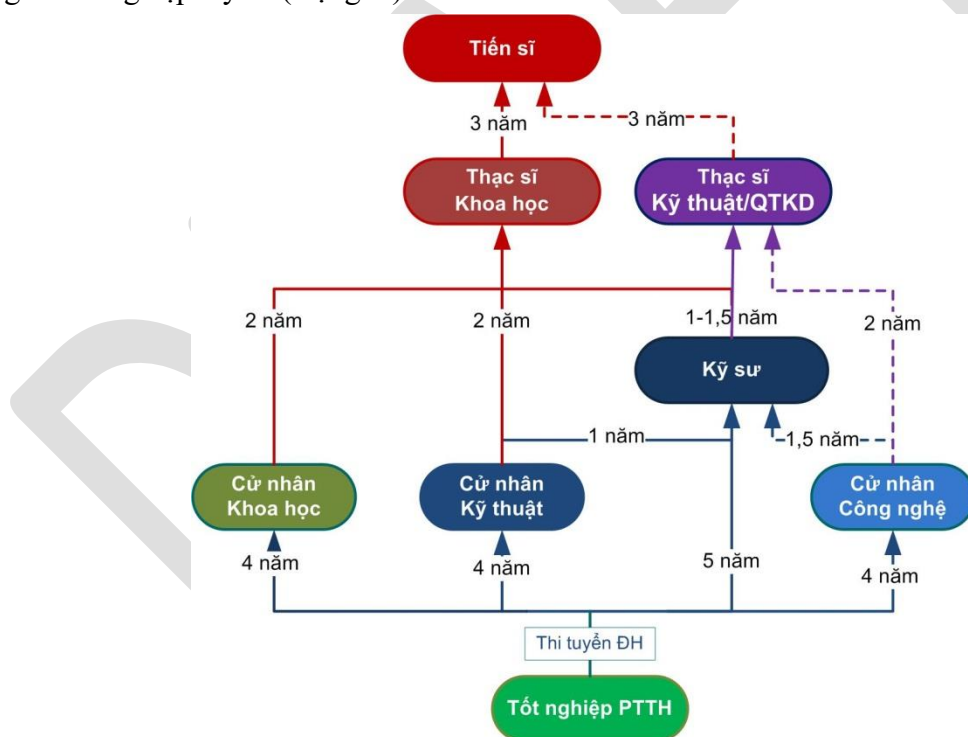 Tiến sĩ
3 năm
3 năm
Thạc sĩ
Khoa học
Thạc sĩ
Kỹ thuật/QTKD
2 năm
2 năm
1-1,5 năm
2 năm
Kỹ sư
1 năm
1,5 năm
Cử nhân
Khoa học
Cử nhân
Kỹ thuật
Cử nhân
Công nghệ
4 năm
4 năm
5 năm
4 năm
Thi tuyển ĐH
Tốt nghiệp PTTH